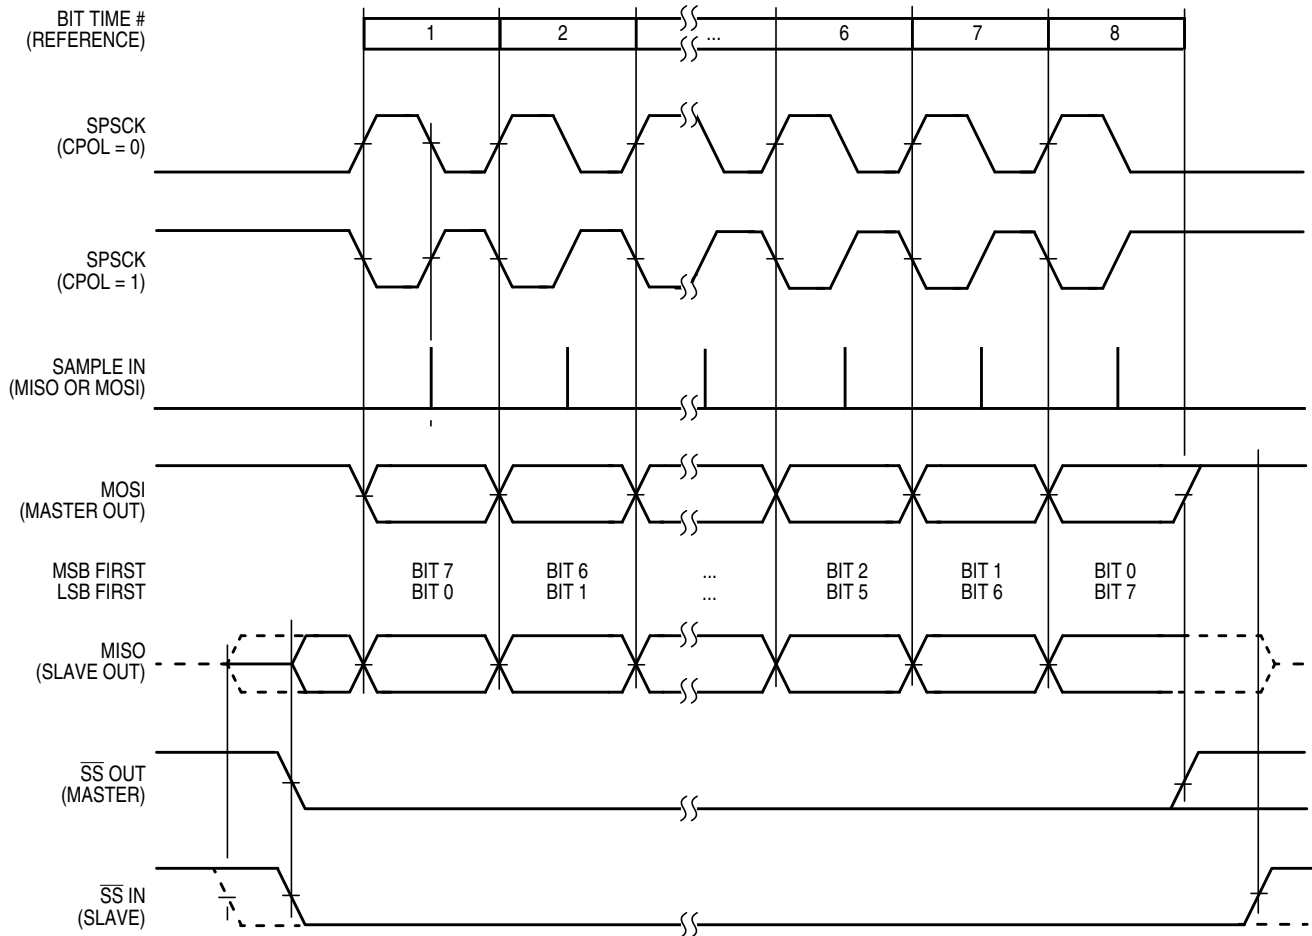 BIT TIME #
(REFERENCE)
1 2 ... 6 7 8
SPSCK
(CPOL = 0)
SPSCK
(CPOL = 1)
SAMPLE IN
(MISO OR MOSI)
MOSI
(MASTER OUT)
MSB FIRST BIT 7 BIT 6 ... BIT 2 BIT 1 BIT 0
LSB FIRST BIT 0 BIT 1 ... BIT 5 BIT 6 BIT 7
MISO
(SLAVE OUT)
S̅S̅ OUT
(MASTER)
S̅S̅ IN
(SLAVE)